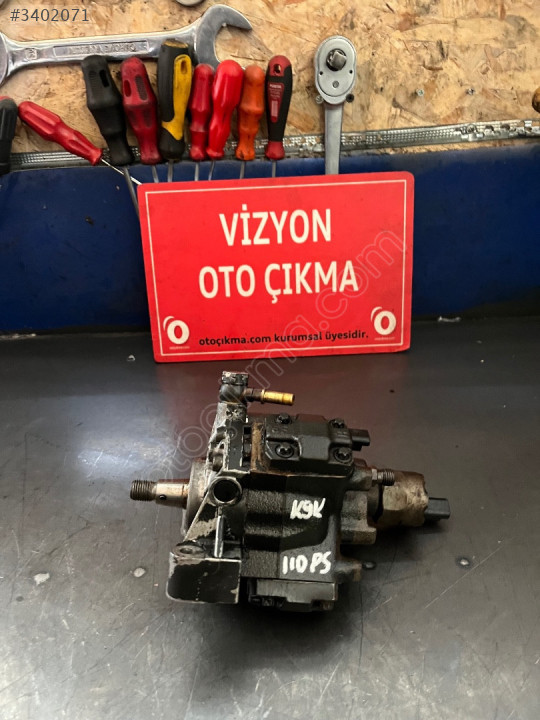 #3402071
VİZYON
OTO ÇIKMA
otoçıkma.com kurumsal üyesidir.
K9K
110PS